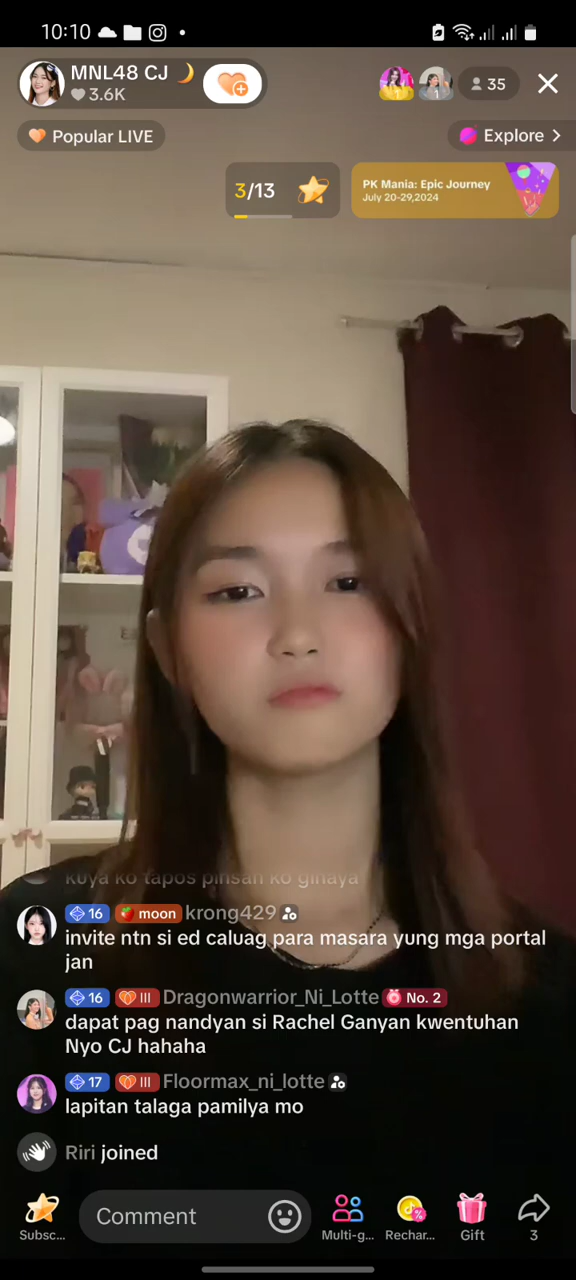 10:10
MNL48 CJ 🌙
3.6K
35
Popular LIVE
Explore >
3/13
PK Mania: Epic Journey
July 20-29,2024
kuya ko tapos pinsan ko ginaya
16 moon krong429
invite ntn si ed caluag para masara yung mga portal
jan
16 III Dragonwarrior_Ni_Lotte No. 2
dapat pag nandyan si Rachel Ganyan kwentuhan
Nyo CJ hahaha
17 III Floormax_ni_lotte
lapitan talaga pamilya mo
Riri joined
Comment
Subsc... Multi-g... Rechar... Gift 3